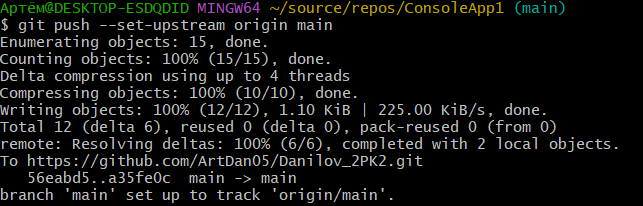 Артём@DESKTOP-ESDQDID MINGW64 ~/source/repos/ConsoleApp1 (main)
$ git push --set-upstream origin main
Enumerating objects: 15, done.
Counting objects: 100% (15/15), done.
Delta compression using up to 4 threads
Compressing objects: 100% (10/10), done.
Writing objects: 100% (12/12), 1.10 KiB | 225.00 KiB/s, done.
Total 12 (delta 6), reused 0 (delta 0), pack-reused 0 (from 0)
remote: Resolving deltas: 100% (6/6), completed with 2 local objects.
To https://github.com/ArtDan05/Danilov_2PK2.git
   56eabd5..a35fe0c  main -> main
branch 'main' set up to track 'origin/main'.